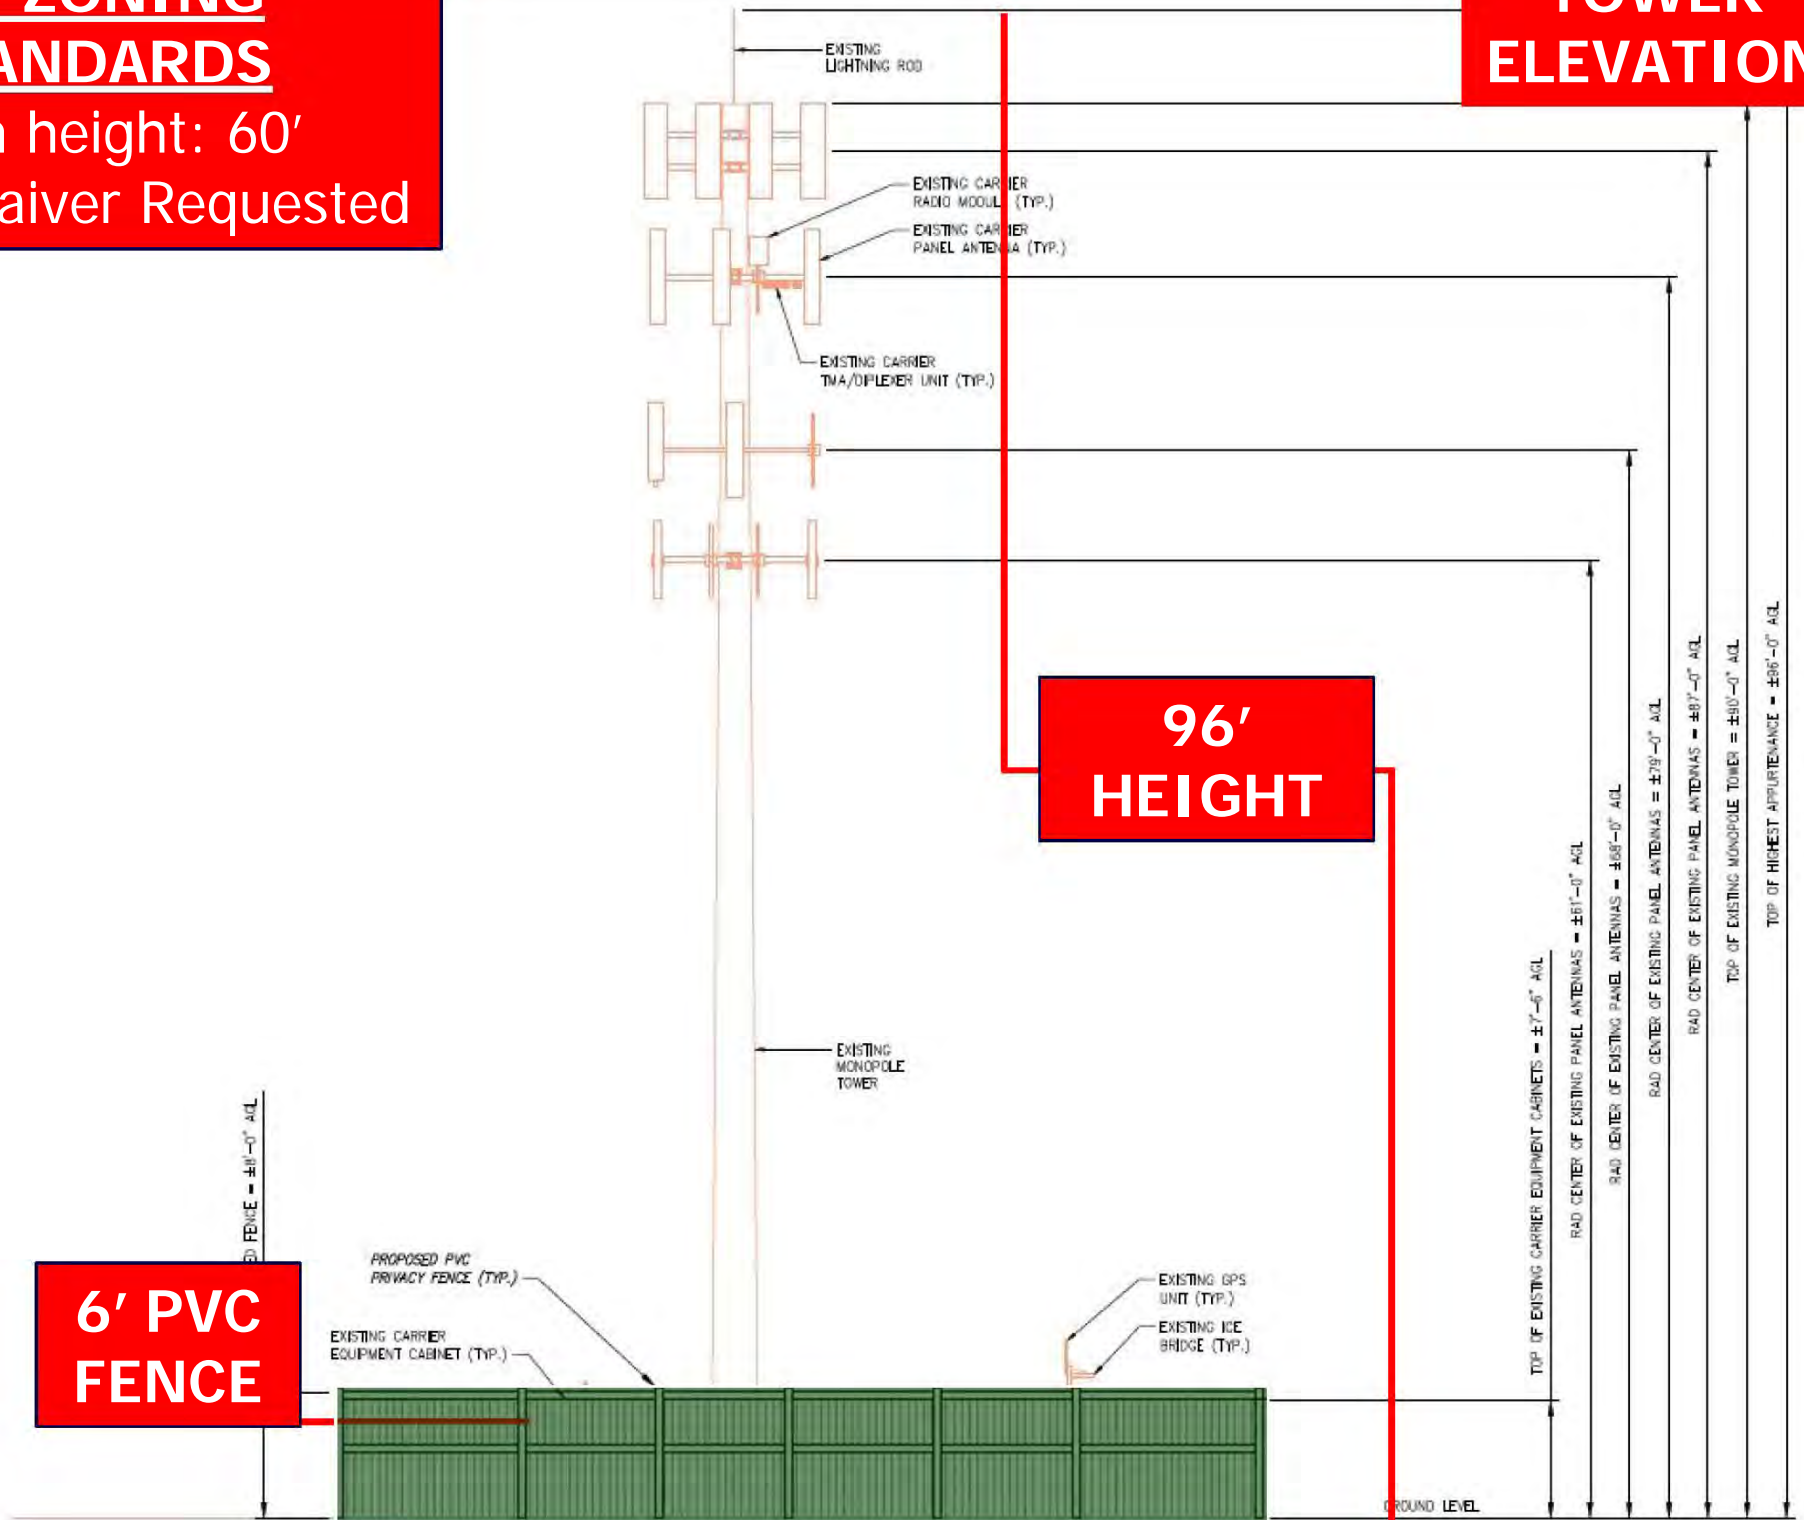 ZONING
ANDARDS
height: 60′
aiver Requested
TOWER
ELEVATION
EXISTING
LIGHTNING ROD
EXISTING CARRIER
RADIO MODULE (TYP.)
EXISTING CARRIER
PANEL ANTENNA (TYP.)
EXISTING CARRIER
TMA/DIPLEXER UNIT (TYP.)
96′
HEIGHT
EXISTING
MONOPOLE
TOWER
ED FENCE = ±8'-0" AGL
6′ PVC
FENCE
PROPOSED PVC
PRIVACY FENCE (TYP.)
EXISTING CARRIER
EQUIPMENT CABINET (TYP.)
EXISTING GPS
UNIT (TYP.)
EXISTING ICE
BRIDGE (TYP.)
GROUND LEVEL
TOP OF EXISTING CARRIER EQUIPMENT CABINETS = ±7'-6" AGL
RAD CENTER OF EXISTING PANEL ANTENNAS = ±61'-0" AGL
RAD CENTER OF EXISTING PANEL ANTENNAS = ±68'-0" AGL
RAD CENTER OF EXISTING PANEL ANTENNAS = ±79'-0" AGL
RAD CENTER OF EXISTING PANEL ANTENNAS = ±87'-0" AGL
TOP OF EXISTING MONOPOLE TOWER = ±90'-0" AGL
TOP OF HIGHEST APPURTENANCE = ±96'-0" AGL